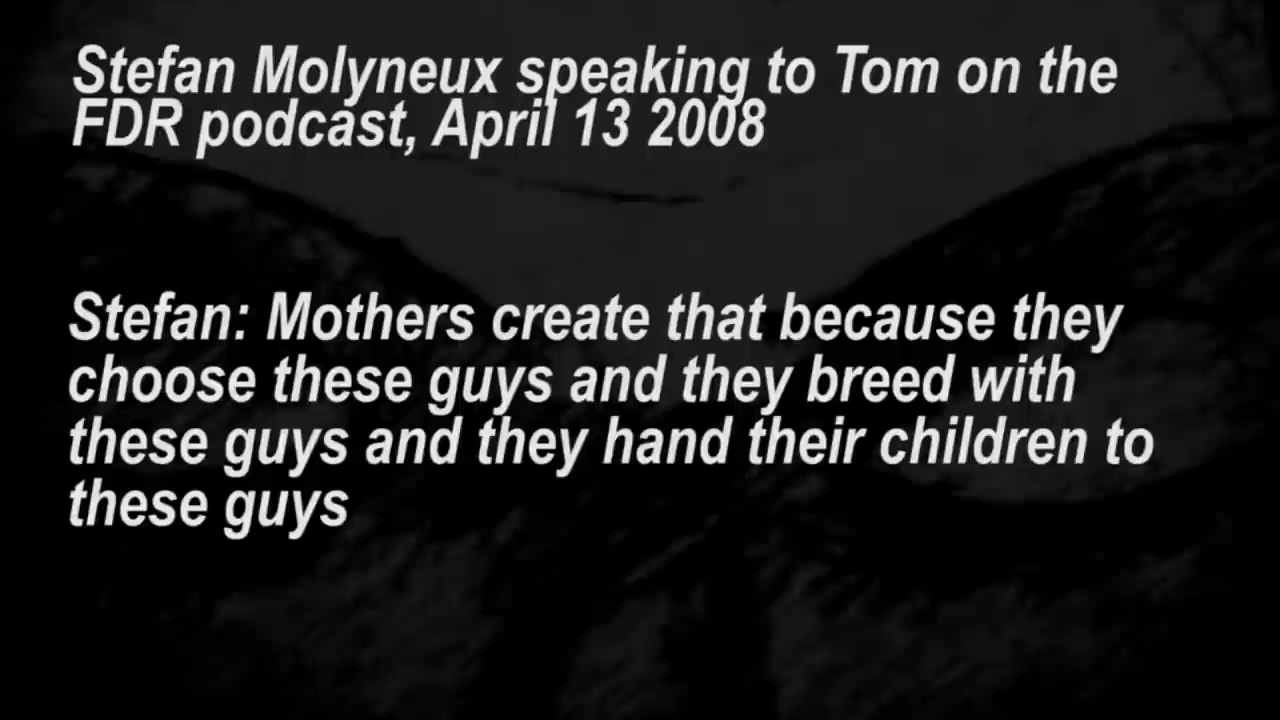 Stefan Molyneux speaking to Tom on the
FDR podcast, April 13 2008
Stefan: Mothers create that because they
choose these guys and they breed with
these guys and they hand their children to
these guys